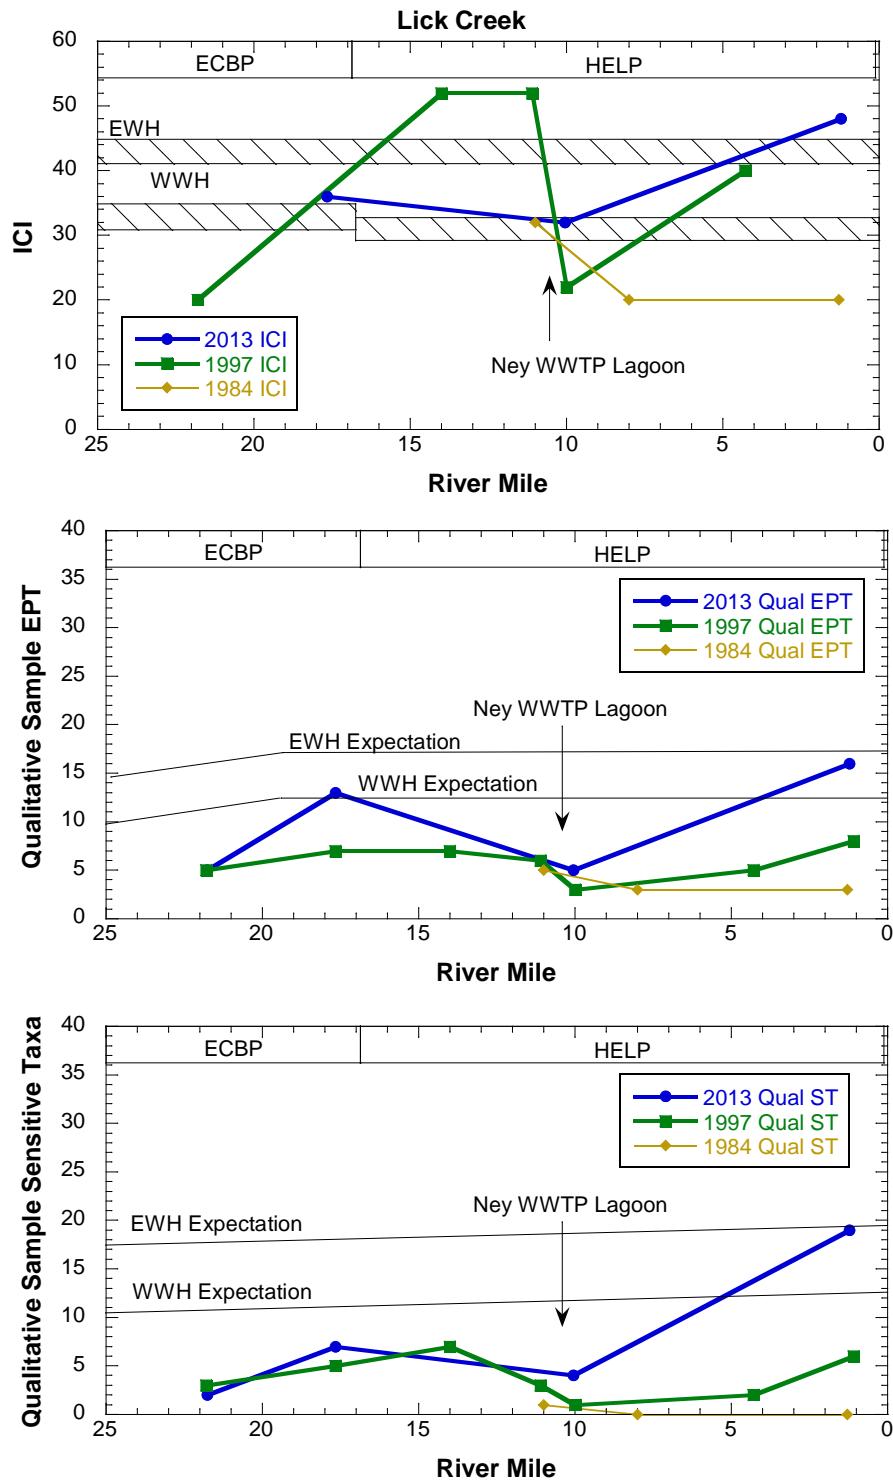 Lick Creek
60
ECBP
HELP
50
EWH
40
WWH
ICI
30
20
2013 ICI
1997 ICI
1984 ICI
Ney WWTP Lagoon
10
0
25
20
15
10
5
0
River Mile
40
ECBP
HELP
35
2013 Qual EPT
1997 Qual EPT
1984 Qual EPT
30
25
Qualitative Sample EPT
Ney WWTP Lagoon
20
EWH Expectation
15
WWH Expectation
10
5
0
25
20
15
10
5
0
River Mile
40
ECBP
HELP
35
2013 Qual ST
1997 Qual ST
1984 Qual ST
30
25
Qualitative Sample Sensitive Taxa
Ney WWTP Lagoon
20
EWH Expectation
15
WWH Expectation
10
5
0
25
20
15
10
5
0
River Mile